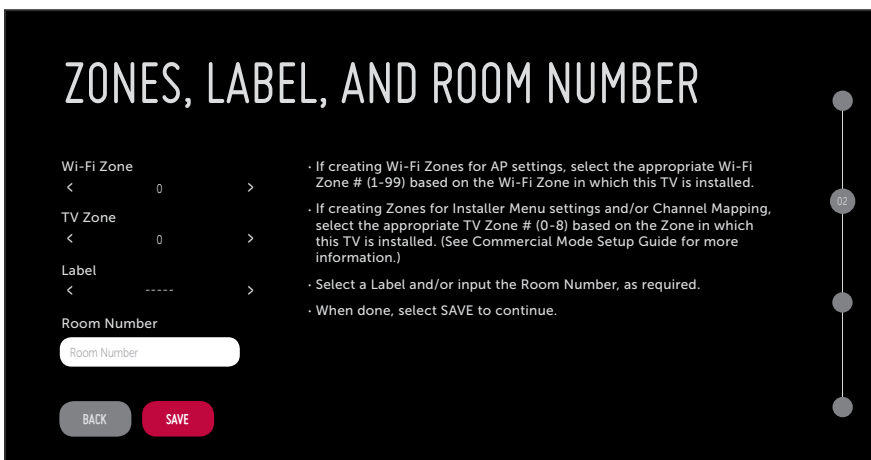 ZONES, LABEL, AND ROOM NUMBER
Wi-Fi Zone
< 0 >
TV Zone
< 0 >
Label
< ----- >
Room Number
Room Number
BACK SAVE
· If creating Wi-Fi Zones for AP settings, select the appropriate Wi-Fi
Zone # (1-99) based on the Wi-Fi Zone in which this TV is installed.
· If creating Zones for Installer Menu settings and/or Channel Mapping,
select the appropriate TV Zone # (0-8) based on the Zone in which
this TV is installed. (See Commercial Mode Setup Guide for more
information.)
· Select a Label and/or input the Room Number, as required.
· When done, select SAVE to continue.
02